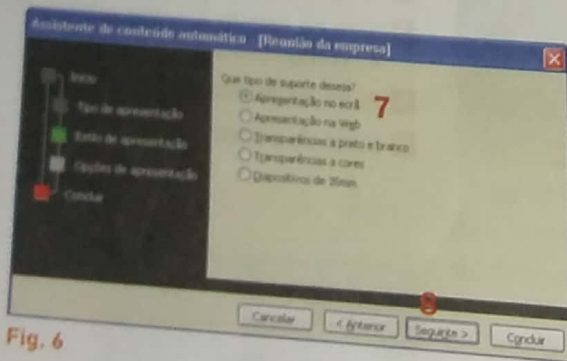 Assistente de conteúdo automático - [Reunião da empresa]
Início
Tipo de apresentação
Estilo de apresentação
Opções de apresentação
Concluir
Que tipo de suporte deseja?
Apresentação no ecrã 7
Apresentação na Web
Transparências a preto e branco
Transparências a cores
Diapositivos de 35mm
8
Cancelar < Anterior Seguinte > Concluir
Fig. 6